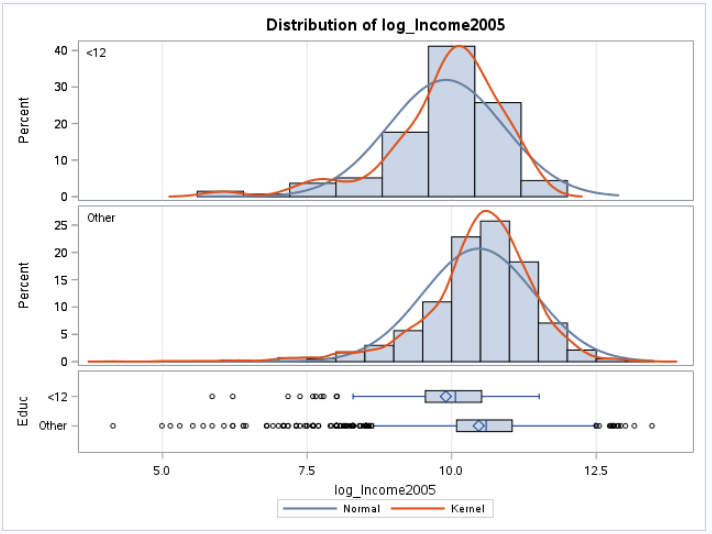 Distribution of log_Income2005
40
<12
30
20
10
0
Percent
Other
25
20
15
10
5
0
Percent
<12
Other
Educ
5.0 7.5 10.0 12.5
log_Income2005
Normal Kernel